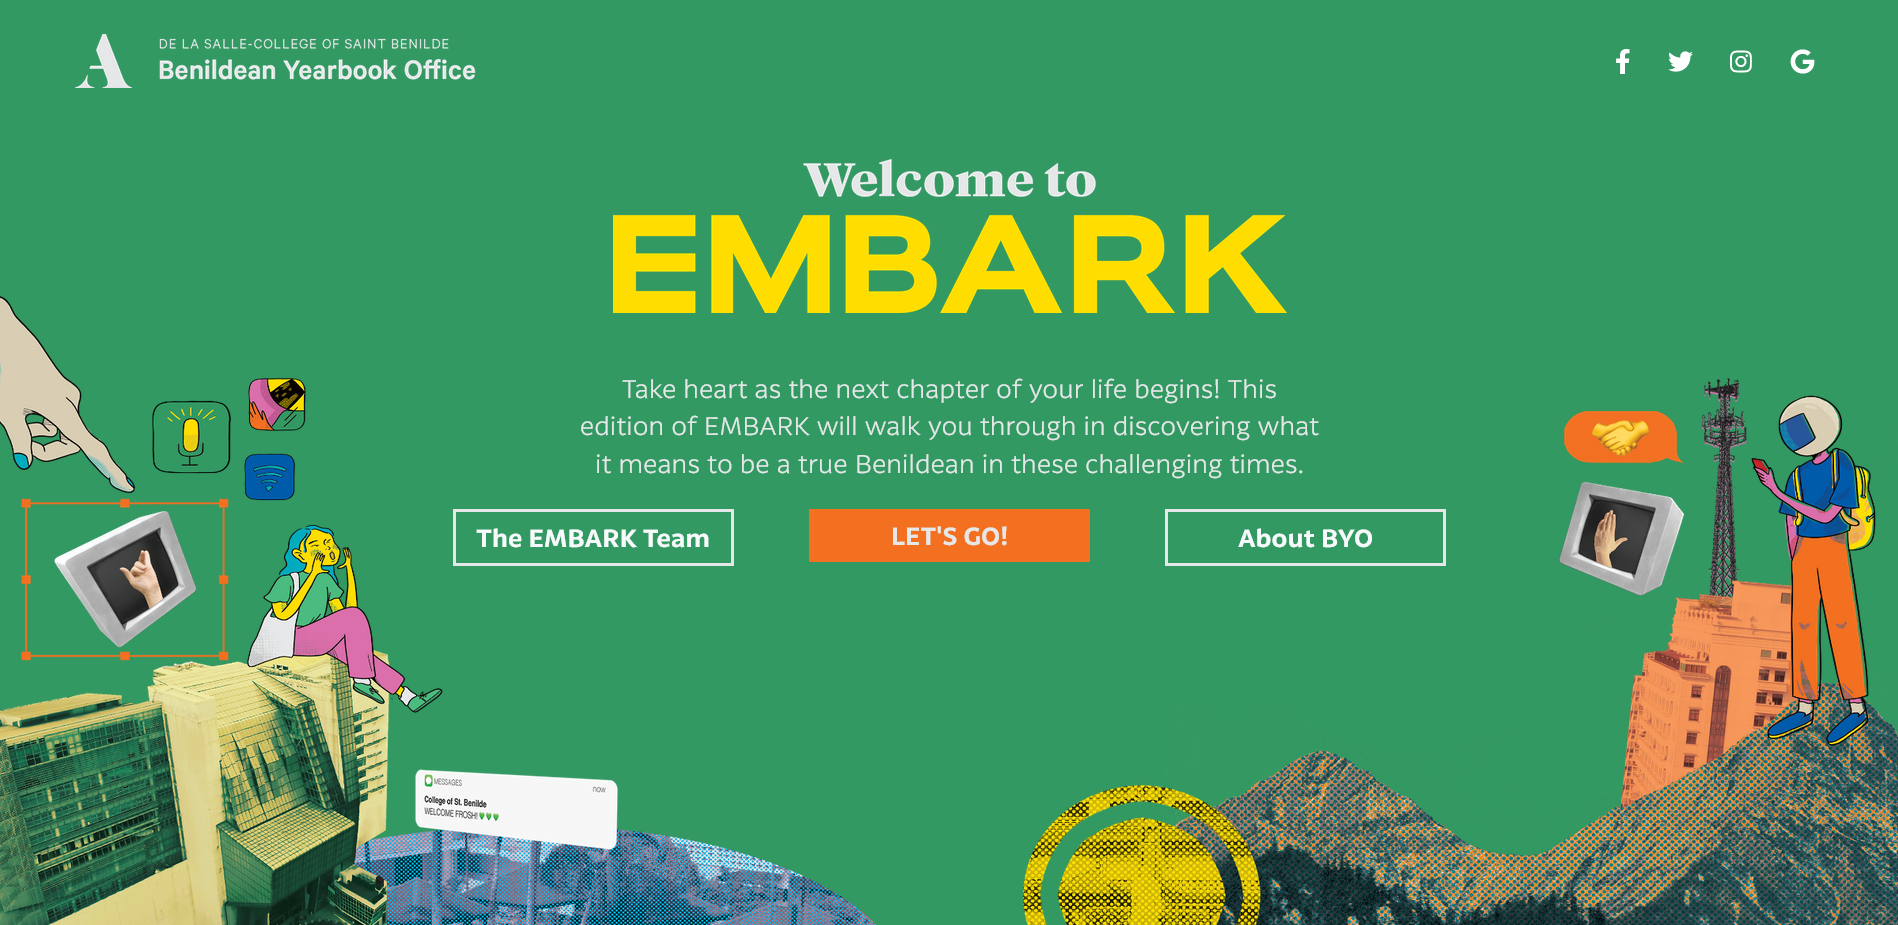 DE LA SALLE-COLLEGE OF SAINT BENILDE
Benildean Yearbook Office
Welcome to
EMBARK
Take heart as the next chapter of your life begins! This
edition of EMBARK will walk you through in discovering what
it means to be a true Benildean in these challenging times.
The EMBARK Team
LET'S GO!
About BYO
MESSAGES
now
College of St. Benilde
WELCOME FROSH! 💚💚💚